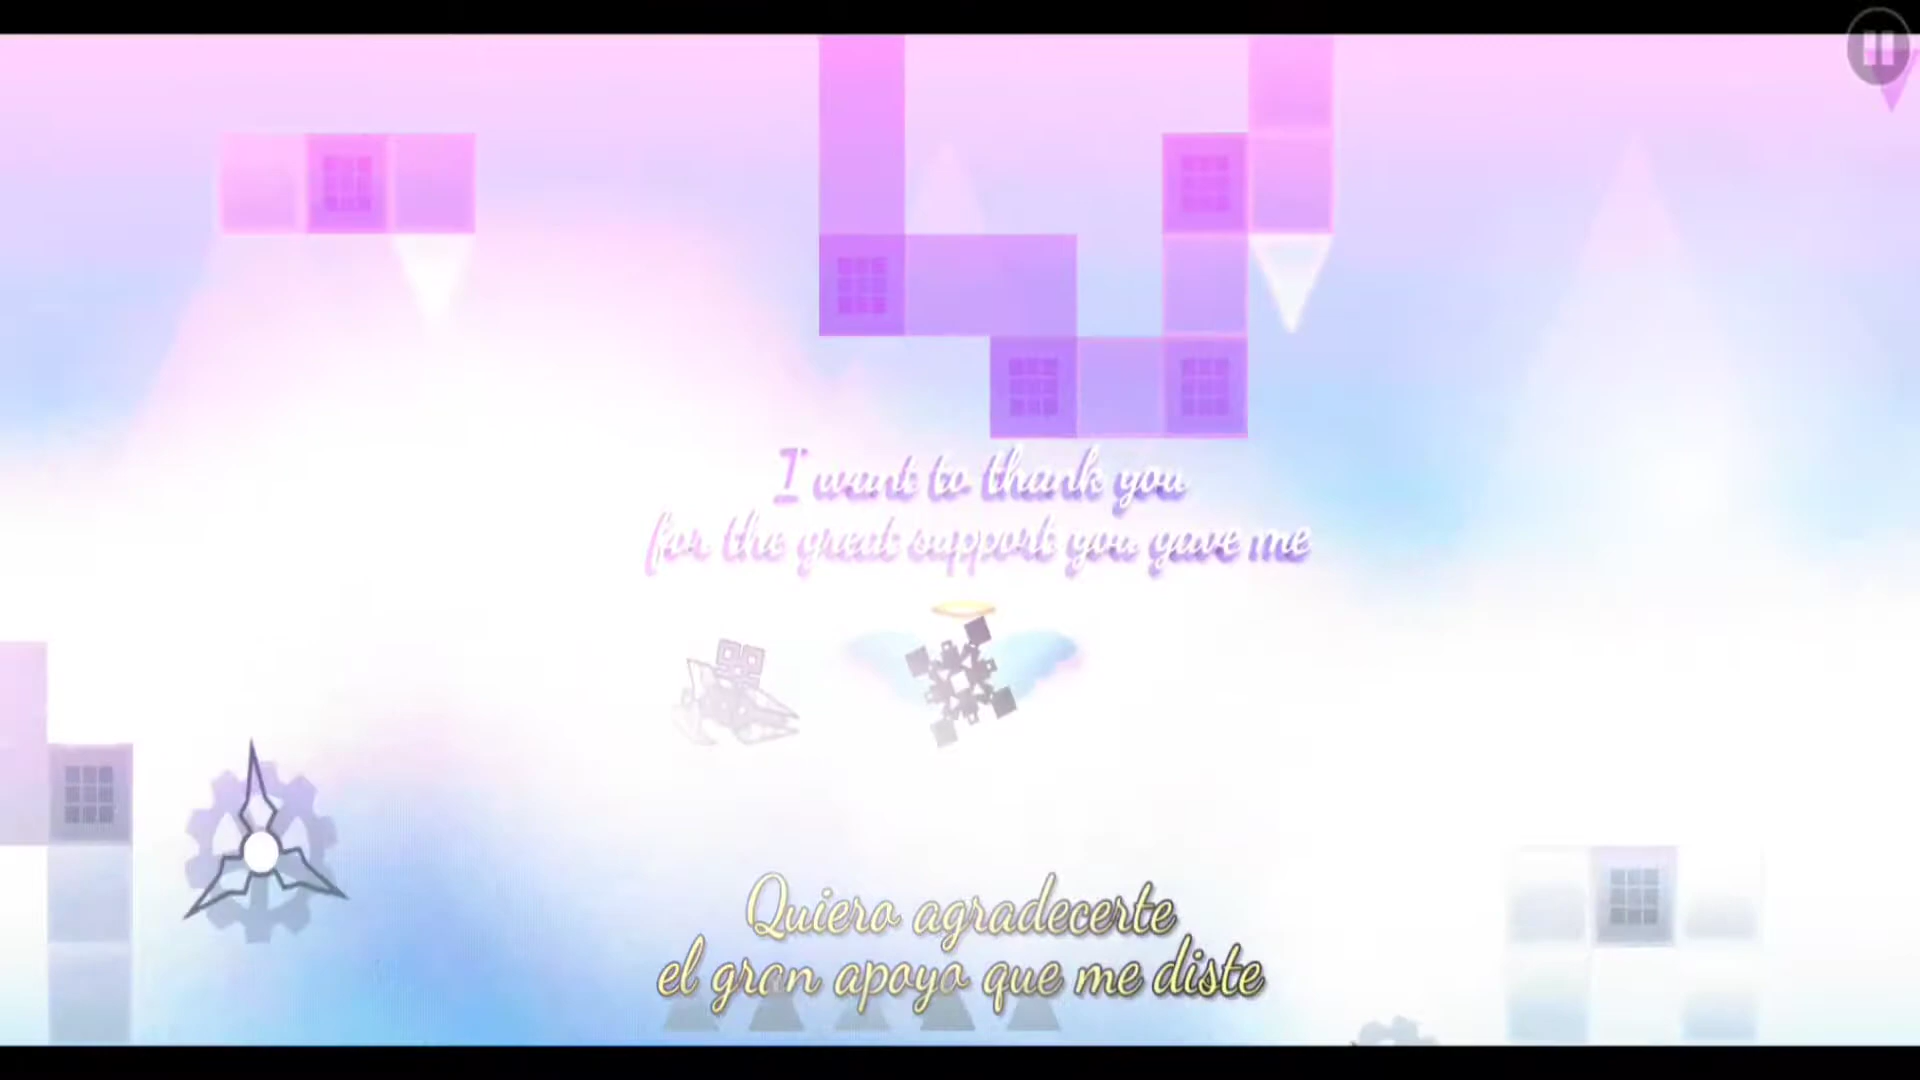 I want to thank you
for the great support you gave me
Quiero agradecerte
el gran apoyo que me diste